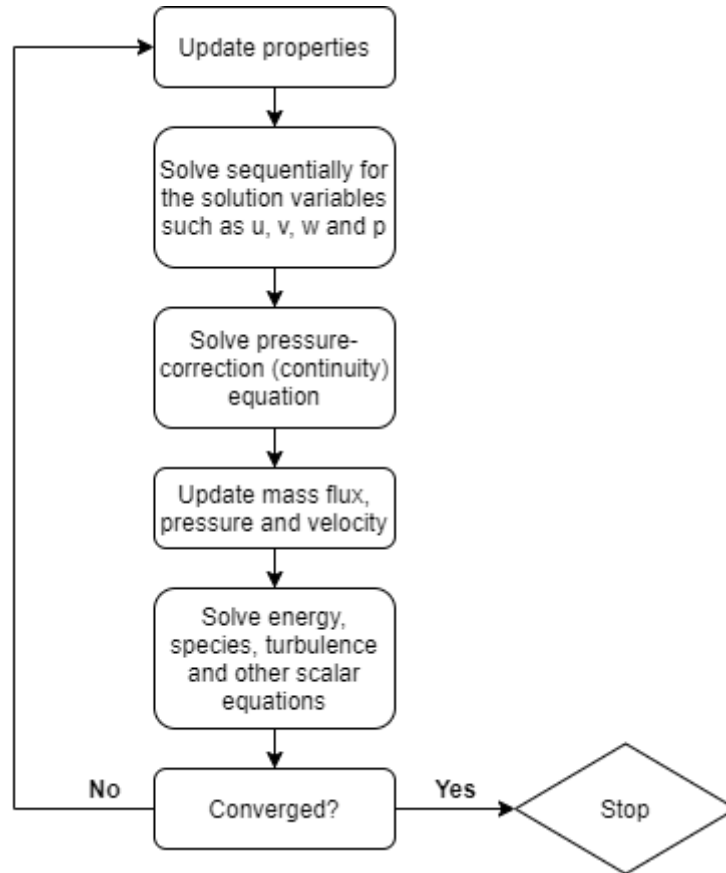 Update properties
Solve sequentially for
the solution variables
such as u, v, w and p
Solve pressure-
correction (continuity)
equation
Update mass flux,
pressure and velocity
Solve energy,
species, turbulence
and other scalar
equations
No
Converged?
Yes
Stop